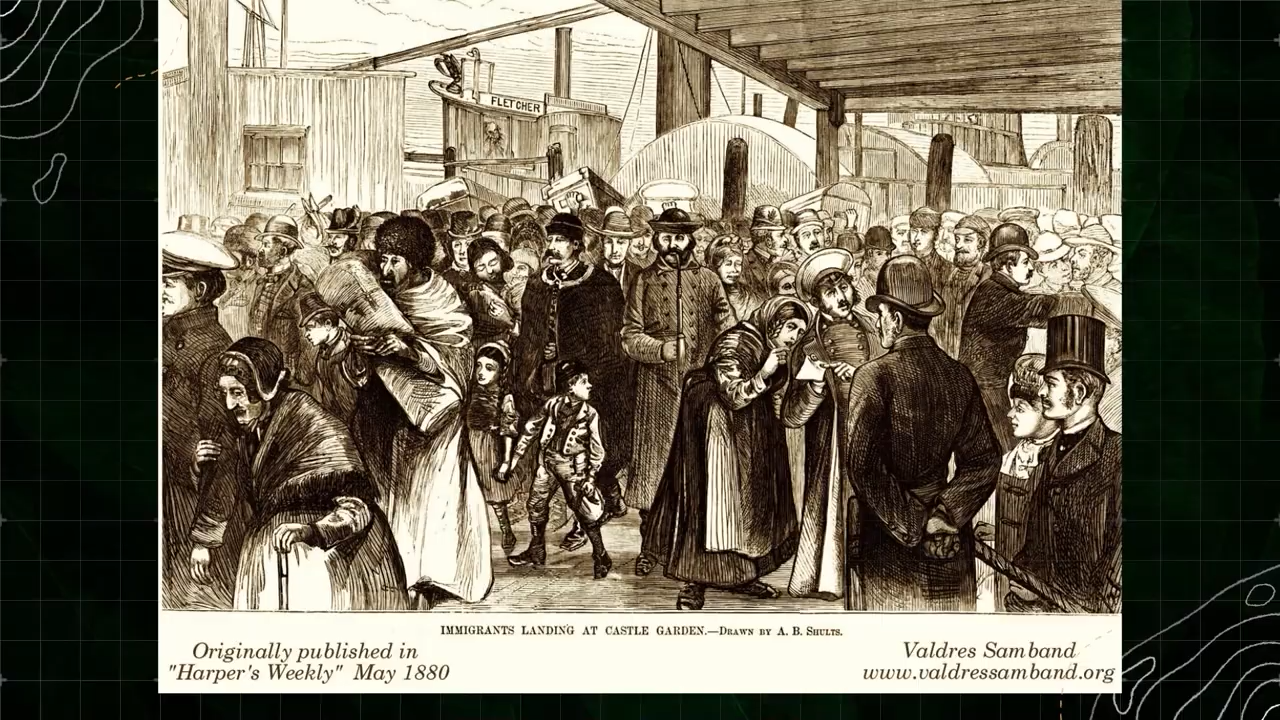 FLETCHER
IMMIGRANTS LANDING AT CASTLE GARDEN.—Drawn by A. B. Shults.
Originally published in
"Harper's Weekly" May 1880
Valdres Samband
www.valdressamband.org